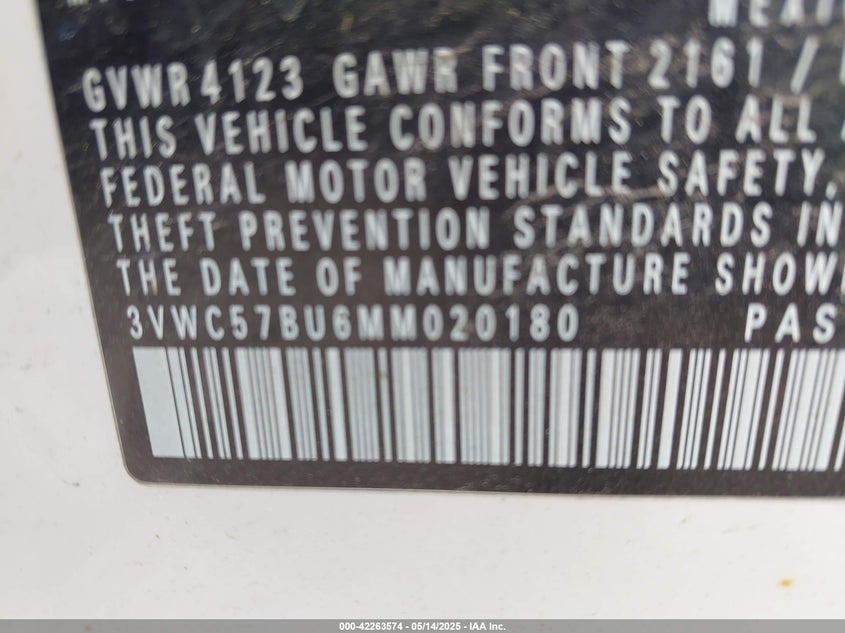 MEXI
GVWR 4123 GAWR FRONT 2161 /
THIS VEHICLE CONFORMS TO ALL A
FEDERAL MOTOR VEHICLE SAFETY,
THEFT PREVENTION STANDARDS IN
THE DATE OF MANUFACTURE SHOW
3VWC57BU6MM020180 PAS
000-42263574 - 05/14/2025 - IAA Inc.